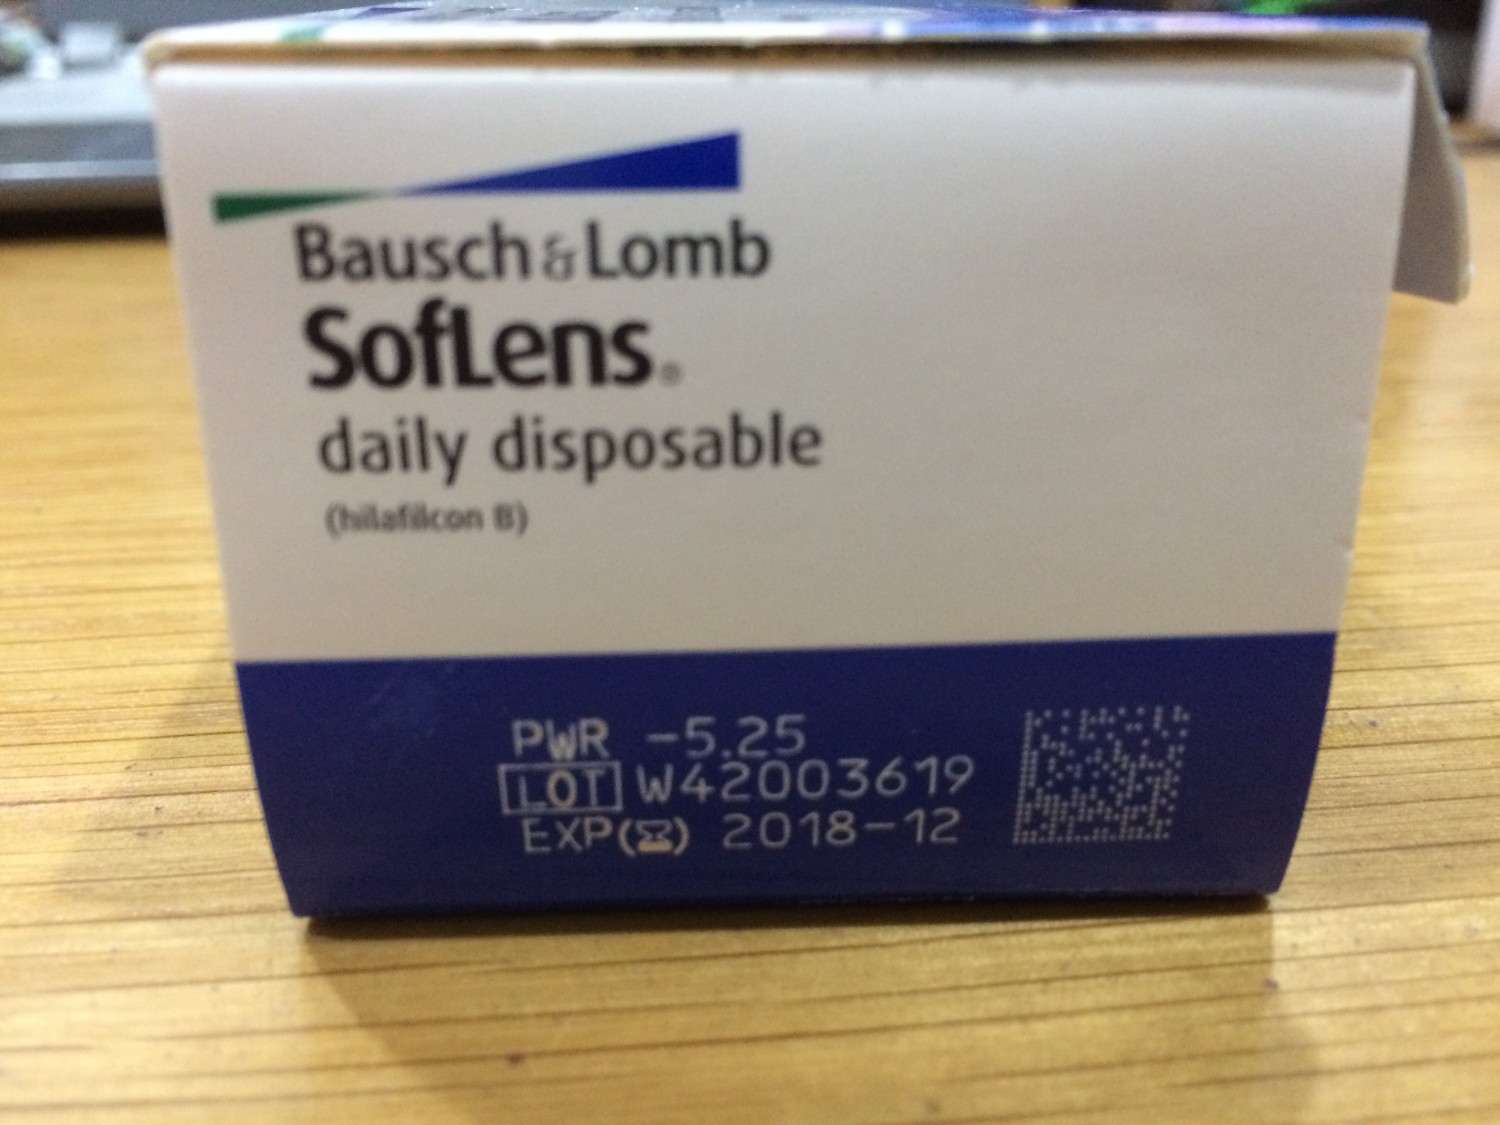 Bausch & Lomb
SofLens®
daily disposable
(hilafilcon B)
PWR -5.25
LOT W42003619
EXP(⌛) 2018-12